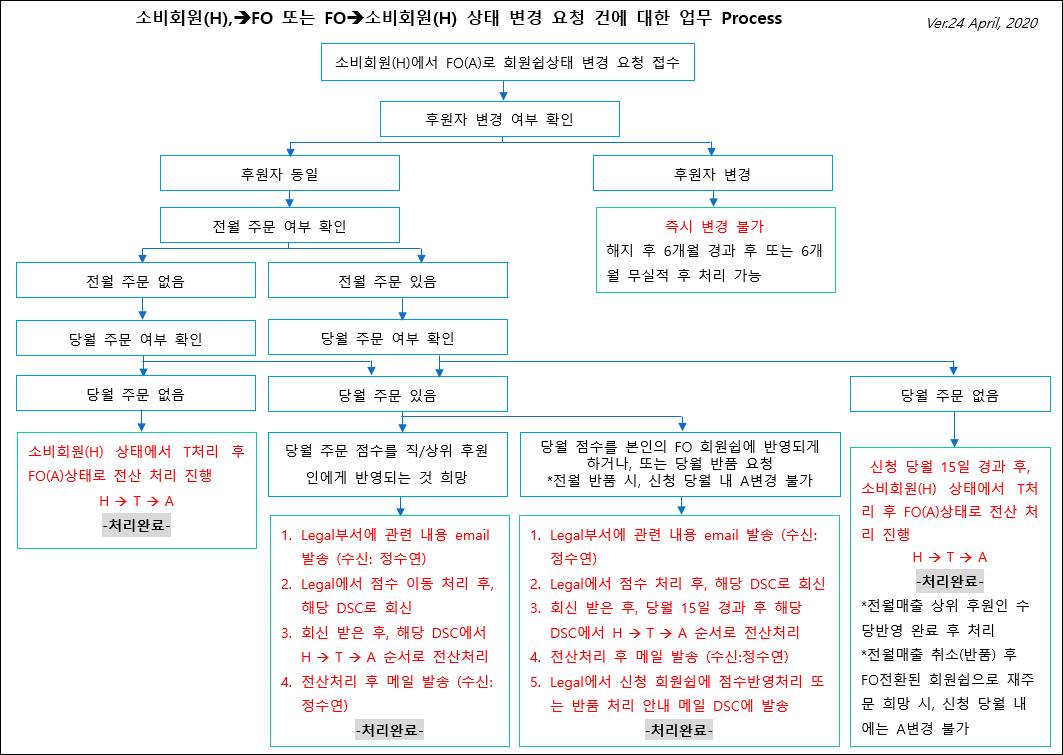 소비회원(H),→FO 또는 FO→소비회원(H) 상태 변경 요청 건에 대한 업무 Process
Ver.24 April, 2020
소비회원(H)에서 FO(A)로 회원쉽상태 변경 요청 접수
후원자 변경 여부 확인
후원자 동일
후원자 변경
전월 주문 여부 확인
즉시 변경 불가
해지 후 6개월 경과 후 또는 6개
월 무실적 후 처리 가능
전월 주문 없음
전월 주문 있음
당월 주문 여부 확인
당월 주문 여부 확인
당월 주문 없음
당월 주문 있음
당월 주문 없음
소비회원(H) 상태에서 T처리 후
FO(A)상태로 전산 처리 진행
H → T → A
-처리완료-
당월 주문 점수를 직/상위 후원
인에게 반영되는 것 희망
당월 점수를 본인의 FO 회원쉽에 반영되게
하거나, 또는 당월 반품 요청
*전월 반품 시, 신청 당월 내 A변경 불가
1. Legal부서에 관련 내용 email
발송 (수신: 정수연)
2. Legal에서 점수 이동 처리 후,
해당 DSC로 회신
3. 회신 받은 후, 해당 DSC에서
H → T → A 순서로 전산처리
4. 전산처리 후 메일 발송 (수신:
정수연)
-처리완료-
1. Legal부서에 관련 내용 email 발송 (수신:
정수연)
2. Legal에서 점수 처리 후, 해당 DSC로 회신
3. 회신 받은 후, 당월 15일 경과 후 해당
DSC에서 H → T → A 순서로 전산처리
4. 전산처리 후 메일 발송 (수신:정수연)
5. Legal에서 신청 회원쉽에 점수반영처리 또
는 반품 처리 안내 메일 DSC에 발송
-처리완료-
신청 당월 15일 경과 후,
소비회원(H) 상태에서 T처
리 후 FO(A)상태로 전산 처
리 진행
H → T → A
-처리완료-
*전월매출 상위 후원인 수
당반영 완료 후 처리
*전월매출 취소(반품) 후
FO전환된 회원쉽으로 재주
문 희망 시, 신청 당월 내
에는 A변경 불가